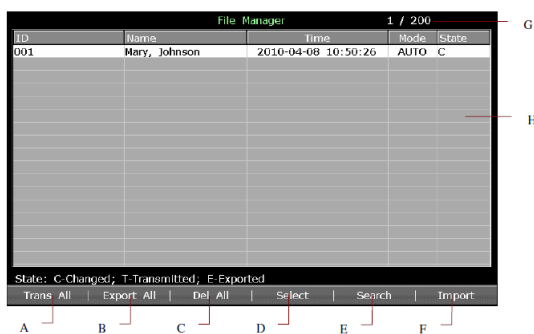 File Manager 1 / 200 G
ID Name Time Mode State
001 Mary, Johnson 2010-04-08 10:50:26 AUTO C
H
State: C-Changed; T-Transmitted; E-Exported
Trans All | Export All | Del All | Select | Search | Import
A B C D E F